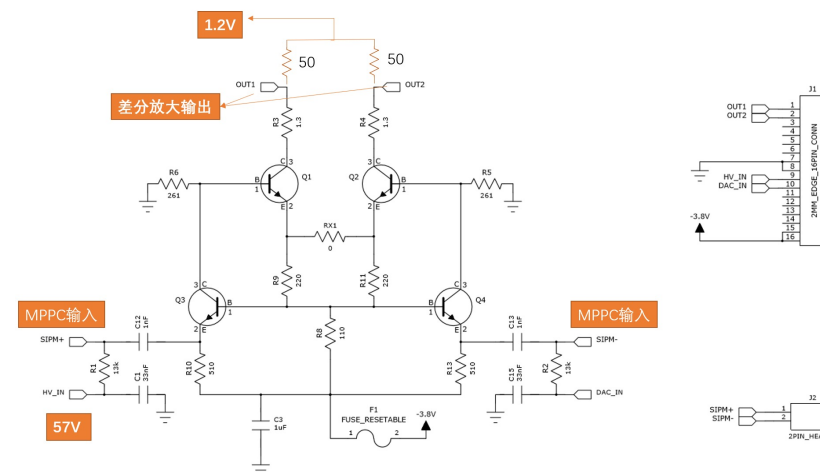 1.2V
50
50
OUT1
OUT2
差分放大输出
R3
1.3
R4
1.3
R6
261
R5
261
B
1
C
3
E
2
Q1
Q2
C
3
B
1
2
E
RX1
0
R9
220
R11
220
3
C
Q3
B
1
2
E
C
3
B
1
Q4
E
2
MPPC输入
MPPC输入
SIPM+
C12
1nF
R8
110
C13
1nF
SIPM-
R1
13k
C1
33nF
R10
510
R13
510
C15
33nF
R2
13k
HV_IN
DAC_IN
57V
C3
1uF
F1
FUSE_RESETABLE
1
2
-3.8V
J1
OUT1
OUT2
HV_IN
DAC_IN
-3.8V
1
2
3
4
5
6
7
8
9
10
11
12
13
14
15
16
2MM_EDGE_16PIN_CONN
J2
SIPM+
SIPM-
1
2